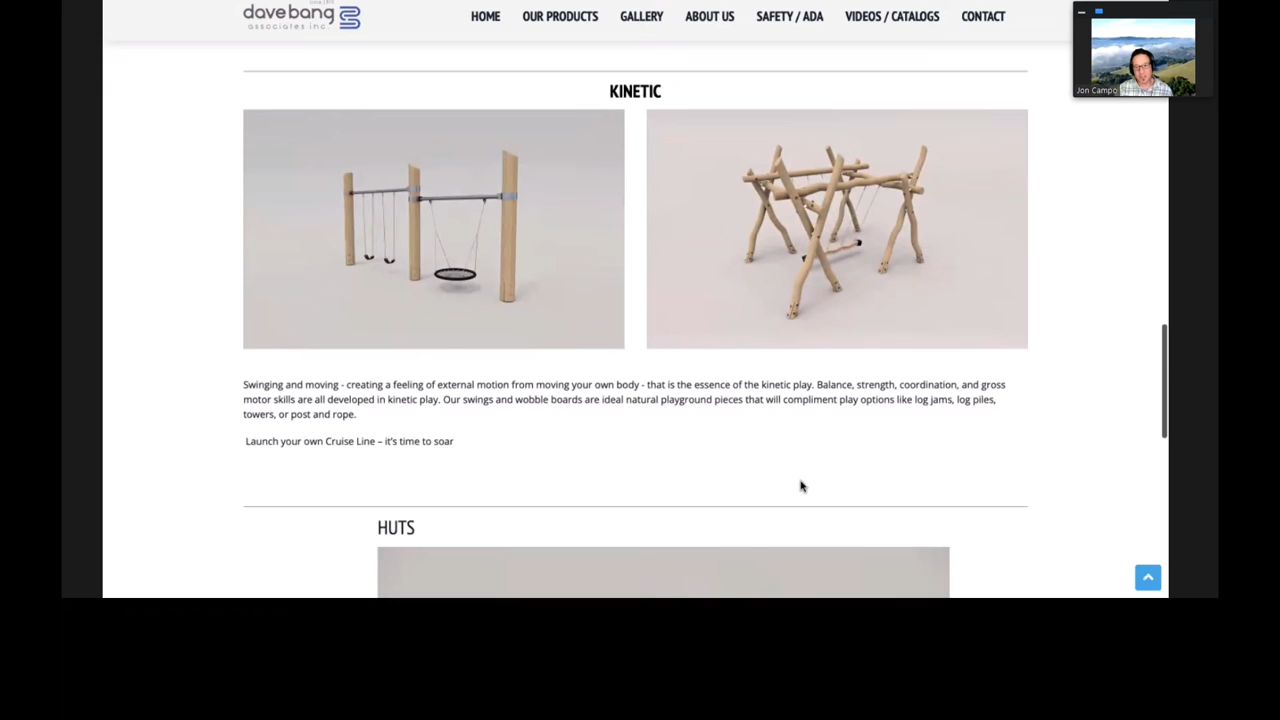 since 1979
dave bang
associates inc.
HOME
OUR PRODUCTS
GALLERY
ABOUT US
SAFETY / ADA
VIDEOS / CATALOGS
CONTACT
Jon Campo
KINETIC
Swinging and moving - creating a feeling of external motion from moving your own body - that is the essence of the kinetic play. Balance, strength, coordination, and gross
motor skills are all developed in kinetic play. Our swings and wobble boards are ideal natural playground pieces that will compliment play options like log jams, log piles,
towers, or post and rope.
Launch your own Cruise Line – it's time to soar
HUTS